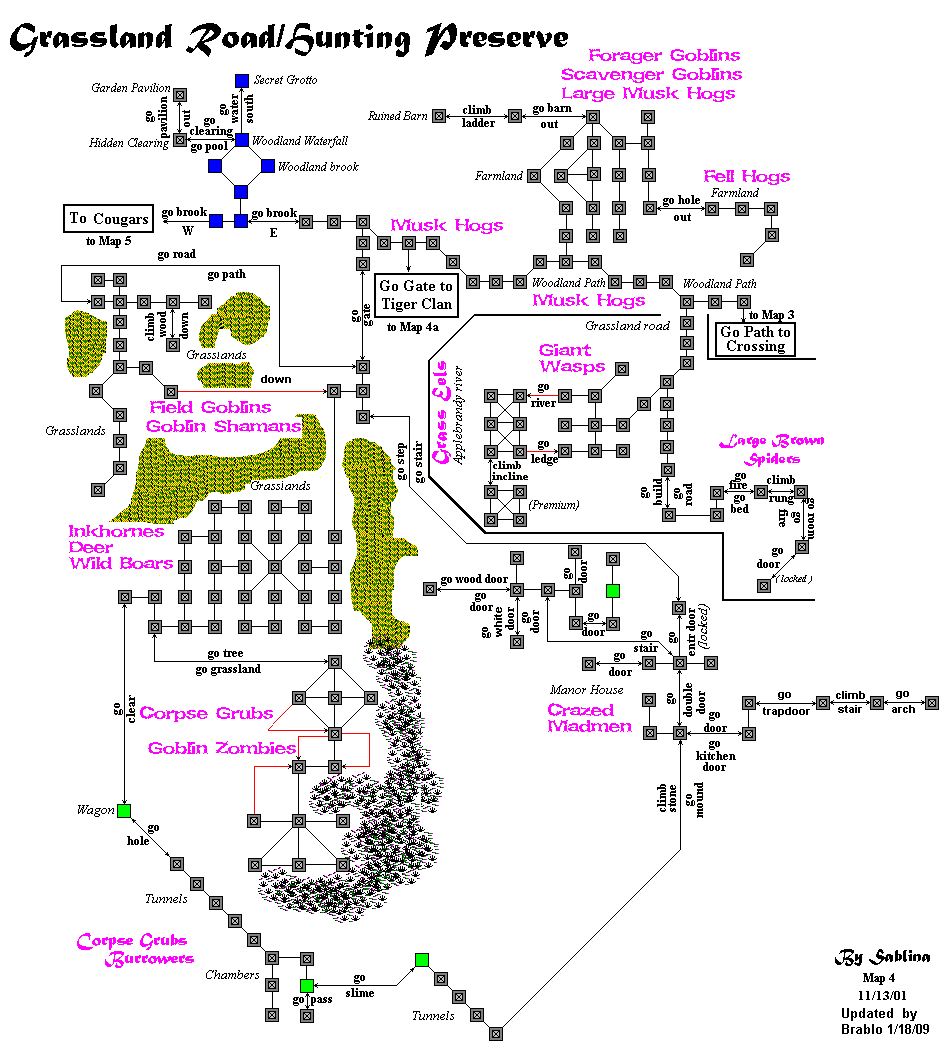 Grassland Road/Hunting Preserve
Forager Goblins
Scavenger Goblins
Large Musk Hogs
Garden Pavilion
Secret Grotto
go
pavilion
out
go
water
south
Hidden Clearing
go
clearing
go pool
Woodland Waterfall
Woodland brook
Ruined Barn
climb
ladder
go barn
out
Farmland
Fell Hogs
Farmland
go hole
out
To Cougars
to Map 5
go brook
W
go brook
E
Musk Hogs
go road
go path
go
gate
Go Gate to
Tiger Clan
to Map 4a
Woodland Path
Musk Hogs
Woodland Path
to Map 3
Go Path to
Crossing
Grassland road
climb
wood
down
Grasslands
down
Field Goblins
Goblin Shamans
Grasslands
Giant
Wasps
Grass Eels
Applebrandy river
go
river
go
ledge
climb
incline
(Premium)
Large Brown
Spiders
go
build
go
road
go
fire
go
bed
climb
rung
go room
go
fire
go
door
(locked)
go step
go stair
Grasslands
Inkhornes
Deer
Wild Boars
go wood door
go
door
go
white
door
go
door
go
door
go
door
go
stair
go
entr door
(locked)
go
door
go
double
door
Manor House
Crazed
Madmen
go
door
go
kitchen
door
go
trapdoor
climb
stair
go
arch
go tree
go grassland
go
clear
Corpse Grubs
Goblin Zombies
climb
stone
go
mound
Wagon
go
hole
Tunnels
Corpse Grubs
Burrowers
Chambers
go pass
go
slime
Tunnels
By Sablina
Map 4
11/13/01
Updated by
Brablo 1/18/09